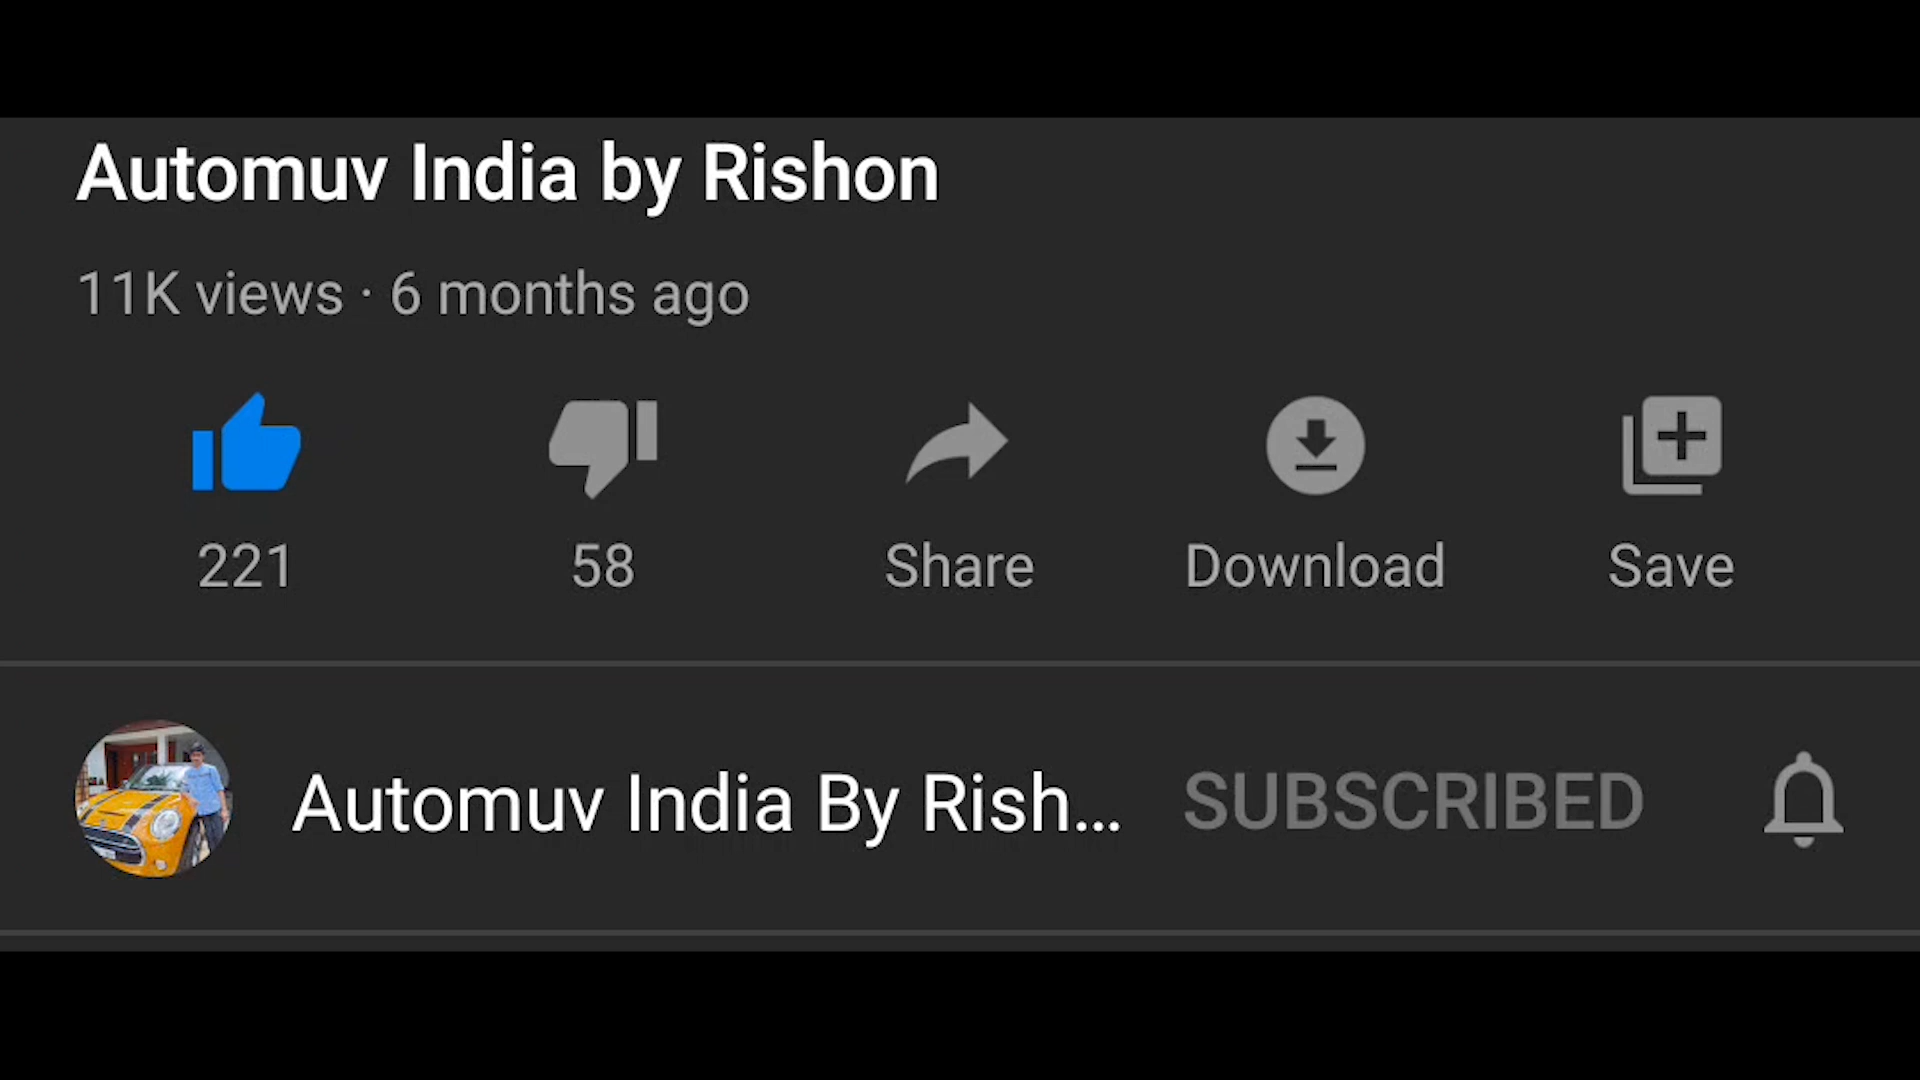 Automuv India by Rishon
11K views · 6 months ago
221 58 Share Download Save
Automuv India By Rish... SUBSCRIBED